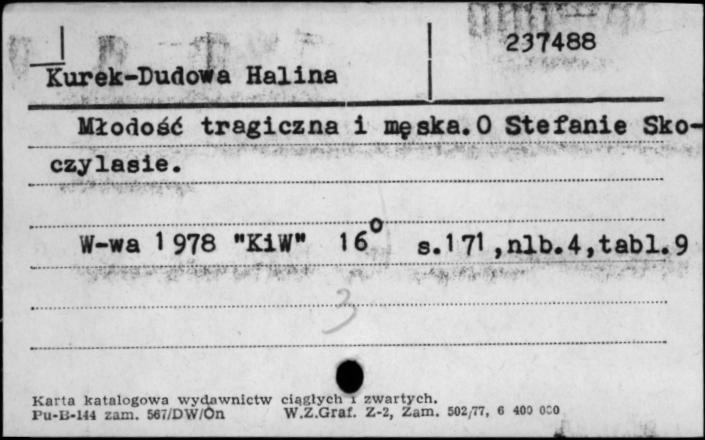 237488
Kurek-Dudowa Halina
Młodość tragiczna i męska. O Stefanie Sko-
czylasie.
W-wa 1978 "KiW" 16° s.171,nlb.4,tabl.9
3
Karta katalogowa wydawnictw ciągłych i zwartych.
Pu-B-144 zam. 567/DW/On W.Z.Graf. Z-2, Zam. 502/77, 6 400 000